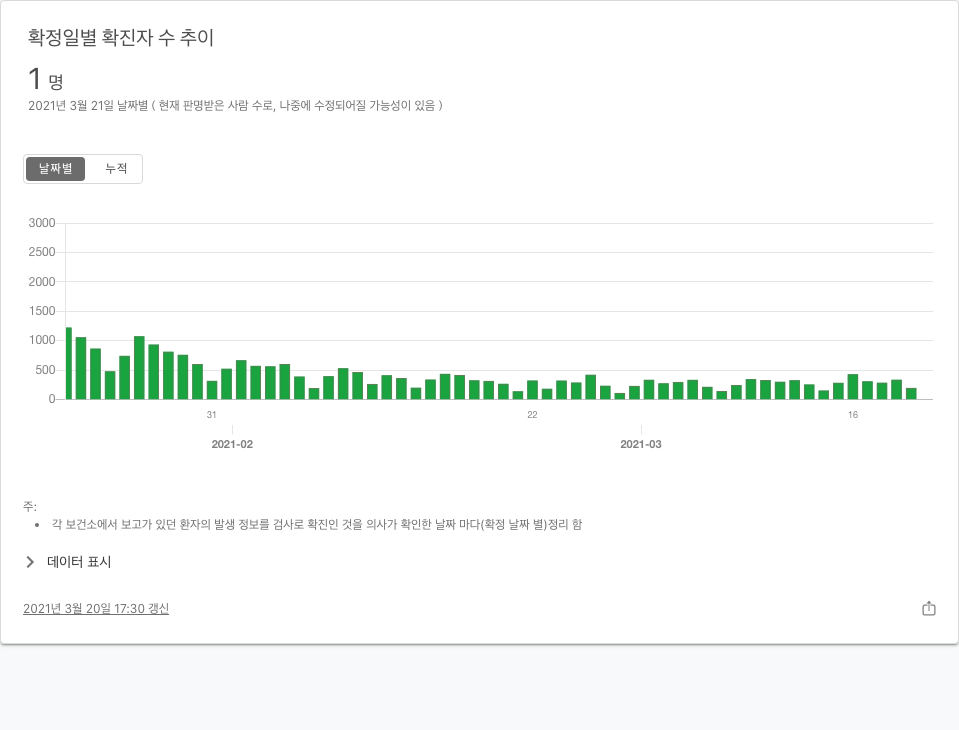 확정일별 확진자 수 추이
1 명
2021년 3월 21일 날짜별 ( 현재 판명받은 사람 수로, 나중에 수정되어질 가능성이 있음 )
날짜별 누적
3000
2500
2000
1500
1000
500
0
31 22 16
2021-02 2021-03
주:
• 각 보건소에서 보고가 있던 환자의 발생 정보를 검사로 확진인 것을 의사가 확인한 날짜 마다(확정 날짜 별)정리 함
데이터 표시
2021년 3월 20일 17:30 갱신